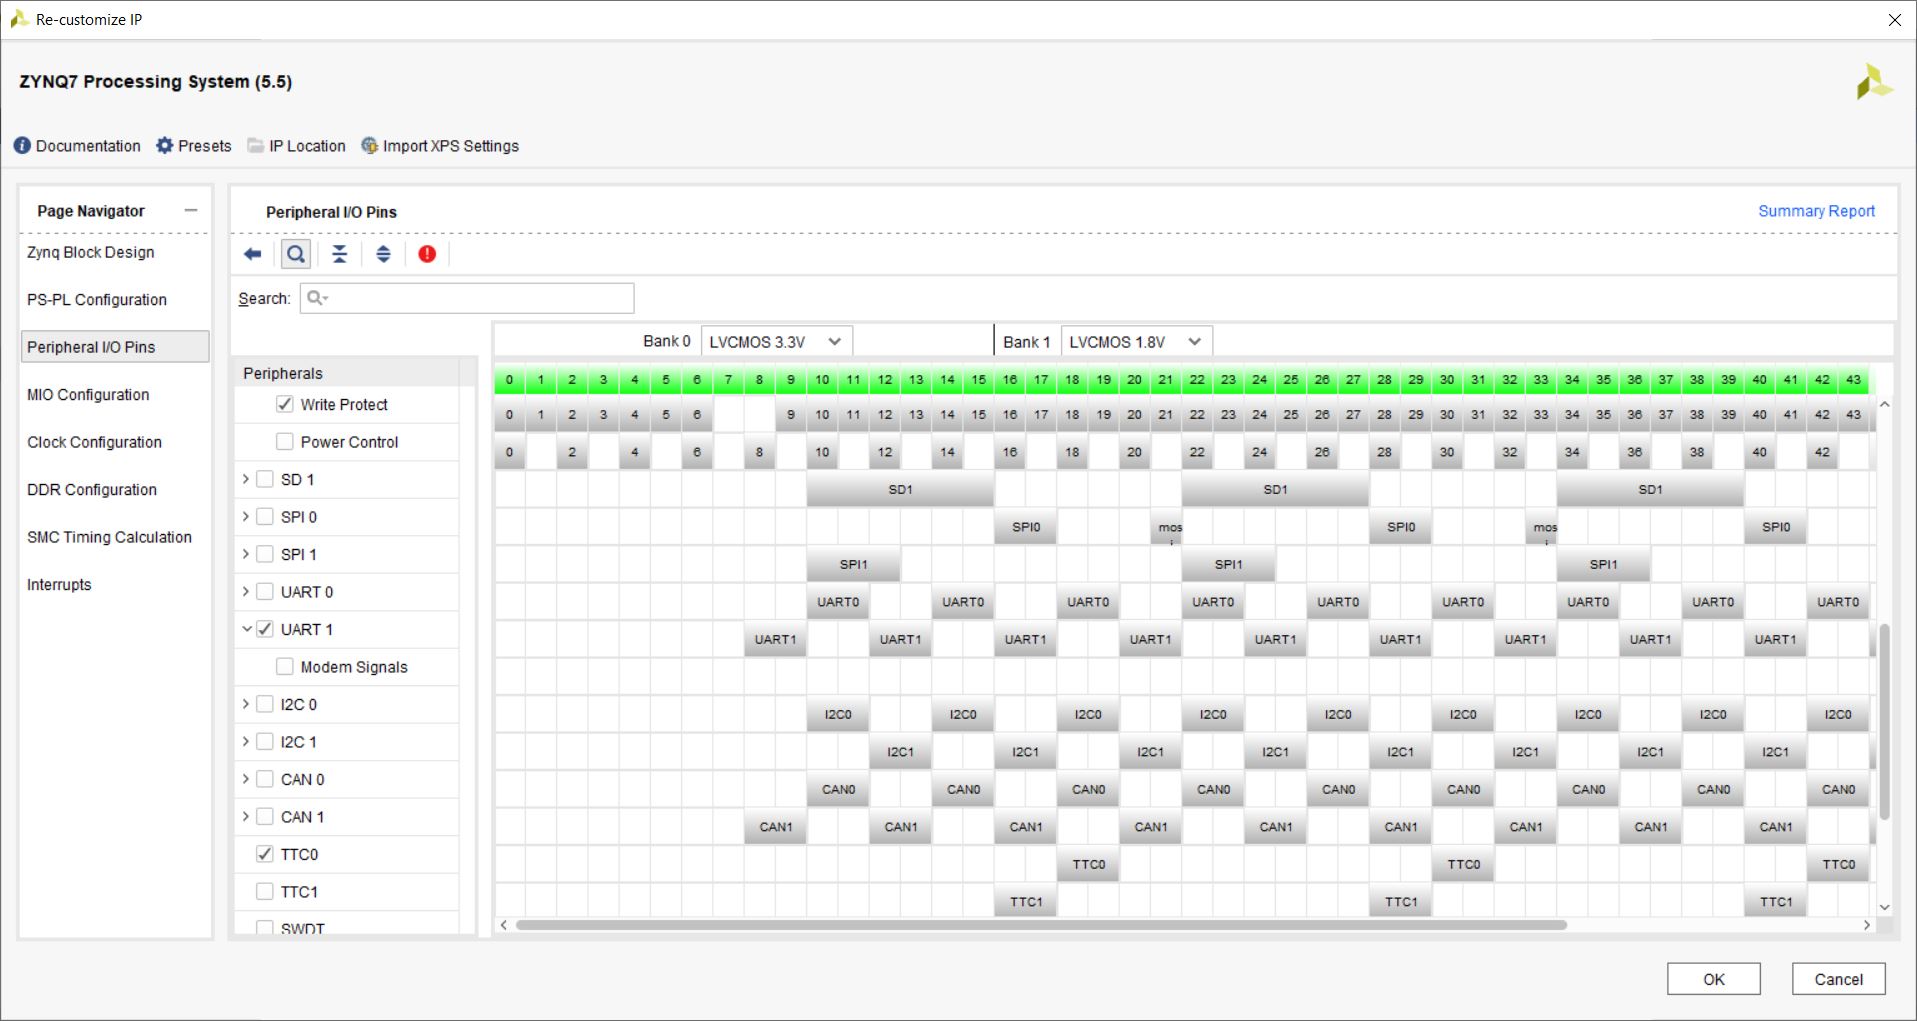 Re-customize IP
ZYNQ7 Processing System (5.5)
Documentation Presets IP Location Import XPS Settings
Page Navigator
Zynq Block Design
PS-PL Configuration
Peripheral I/O Pins
MIO Configuration
Clock Configuration
DDR Configuration
SMC Timing Calculation
Interrupts
Peripheral I/O Pins Summary Report
Search:
Bank 0 LVCMOS 3.3V Bank 1 LVCMOS 1.8V
Peripherals 0 1 2 3 4 5 6 7 8 9 10 11 12 13 14 15 16 17 18 19 20 21 22 23 24 25 26 27 28 29 30 31 32 33 34 35 36 37 38 39 40 41 42 43
Write Protect 0 1 2 3 4 5 6 9 10 11 12 13 14 15 16 17 18 19 20 21 22 23 24 25 26 27 28 29 30 31 32 33 34 35 36 37 38 39 40 41 42 43
Power Control 0 2 4 6 8 10 12 14 16 18 20 22 24 26 28 30 32 34 36 38 40 42
SD 1 SD1 SD1 SD1
SPI 0 SPI0 mosi SPI0 mosi SPI0
SPI 1 SPI1 SPI1 SPI1
UART 0 UART0 UART0 UART0 UART0 UART0 UART0 UART0 UART0 UART0
UART 1 UART1 UART1 UART1 UART1 UART1 UART1 UART1 UART1 UART1
Modem Signals
I2C 0 I2C0 I2C0 I2C0 I2C0 I2C0 I2C0 I2C0 I2C0 I2C0
I2C 1 I2C1 I2C1 I2C1 I2C1 I2C1 I2C1 I2C1 I2C1
CAN 0 CAN0 CAN0 CAN0 CAN0 CAN0 CAN0 CAN0 CAN0 CAN0
CAN 1 CAN1 CAN1 CAN1 CAN1 CAN1 CAN1 CAN1 CAN1 CAN1
TTC0 TTC0 TTC0 TTC0
TTC1 TTC1 TTC1 TTC1
SWDT
OK Cancel